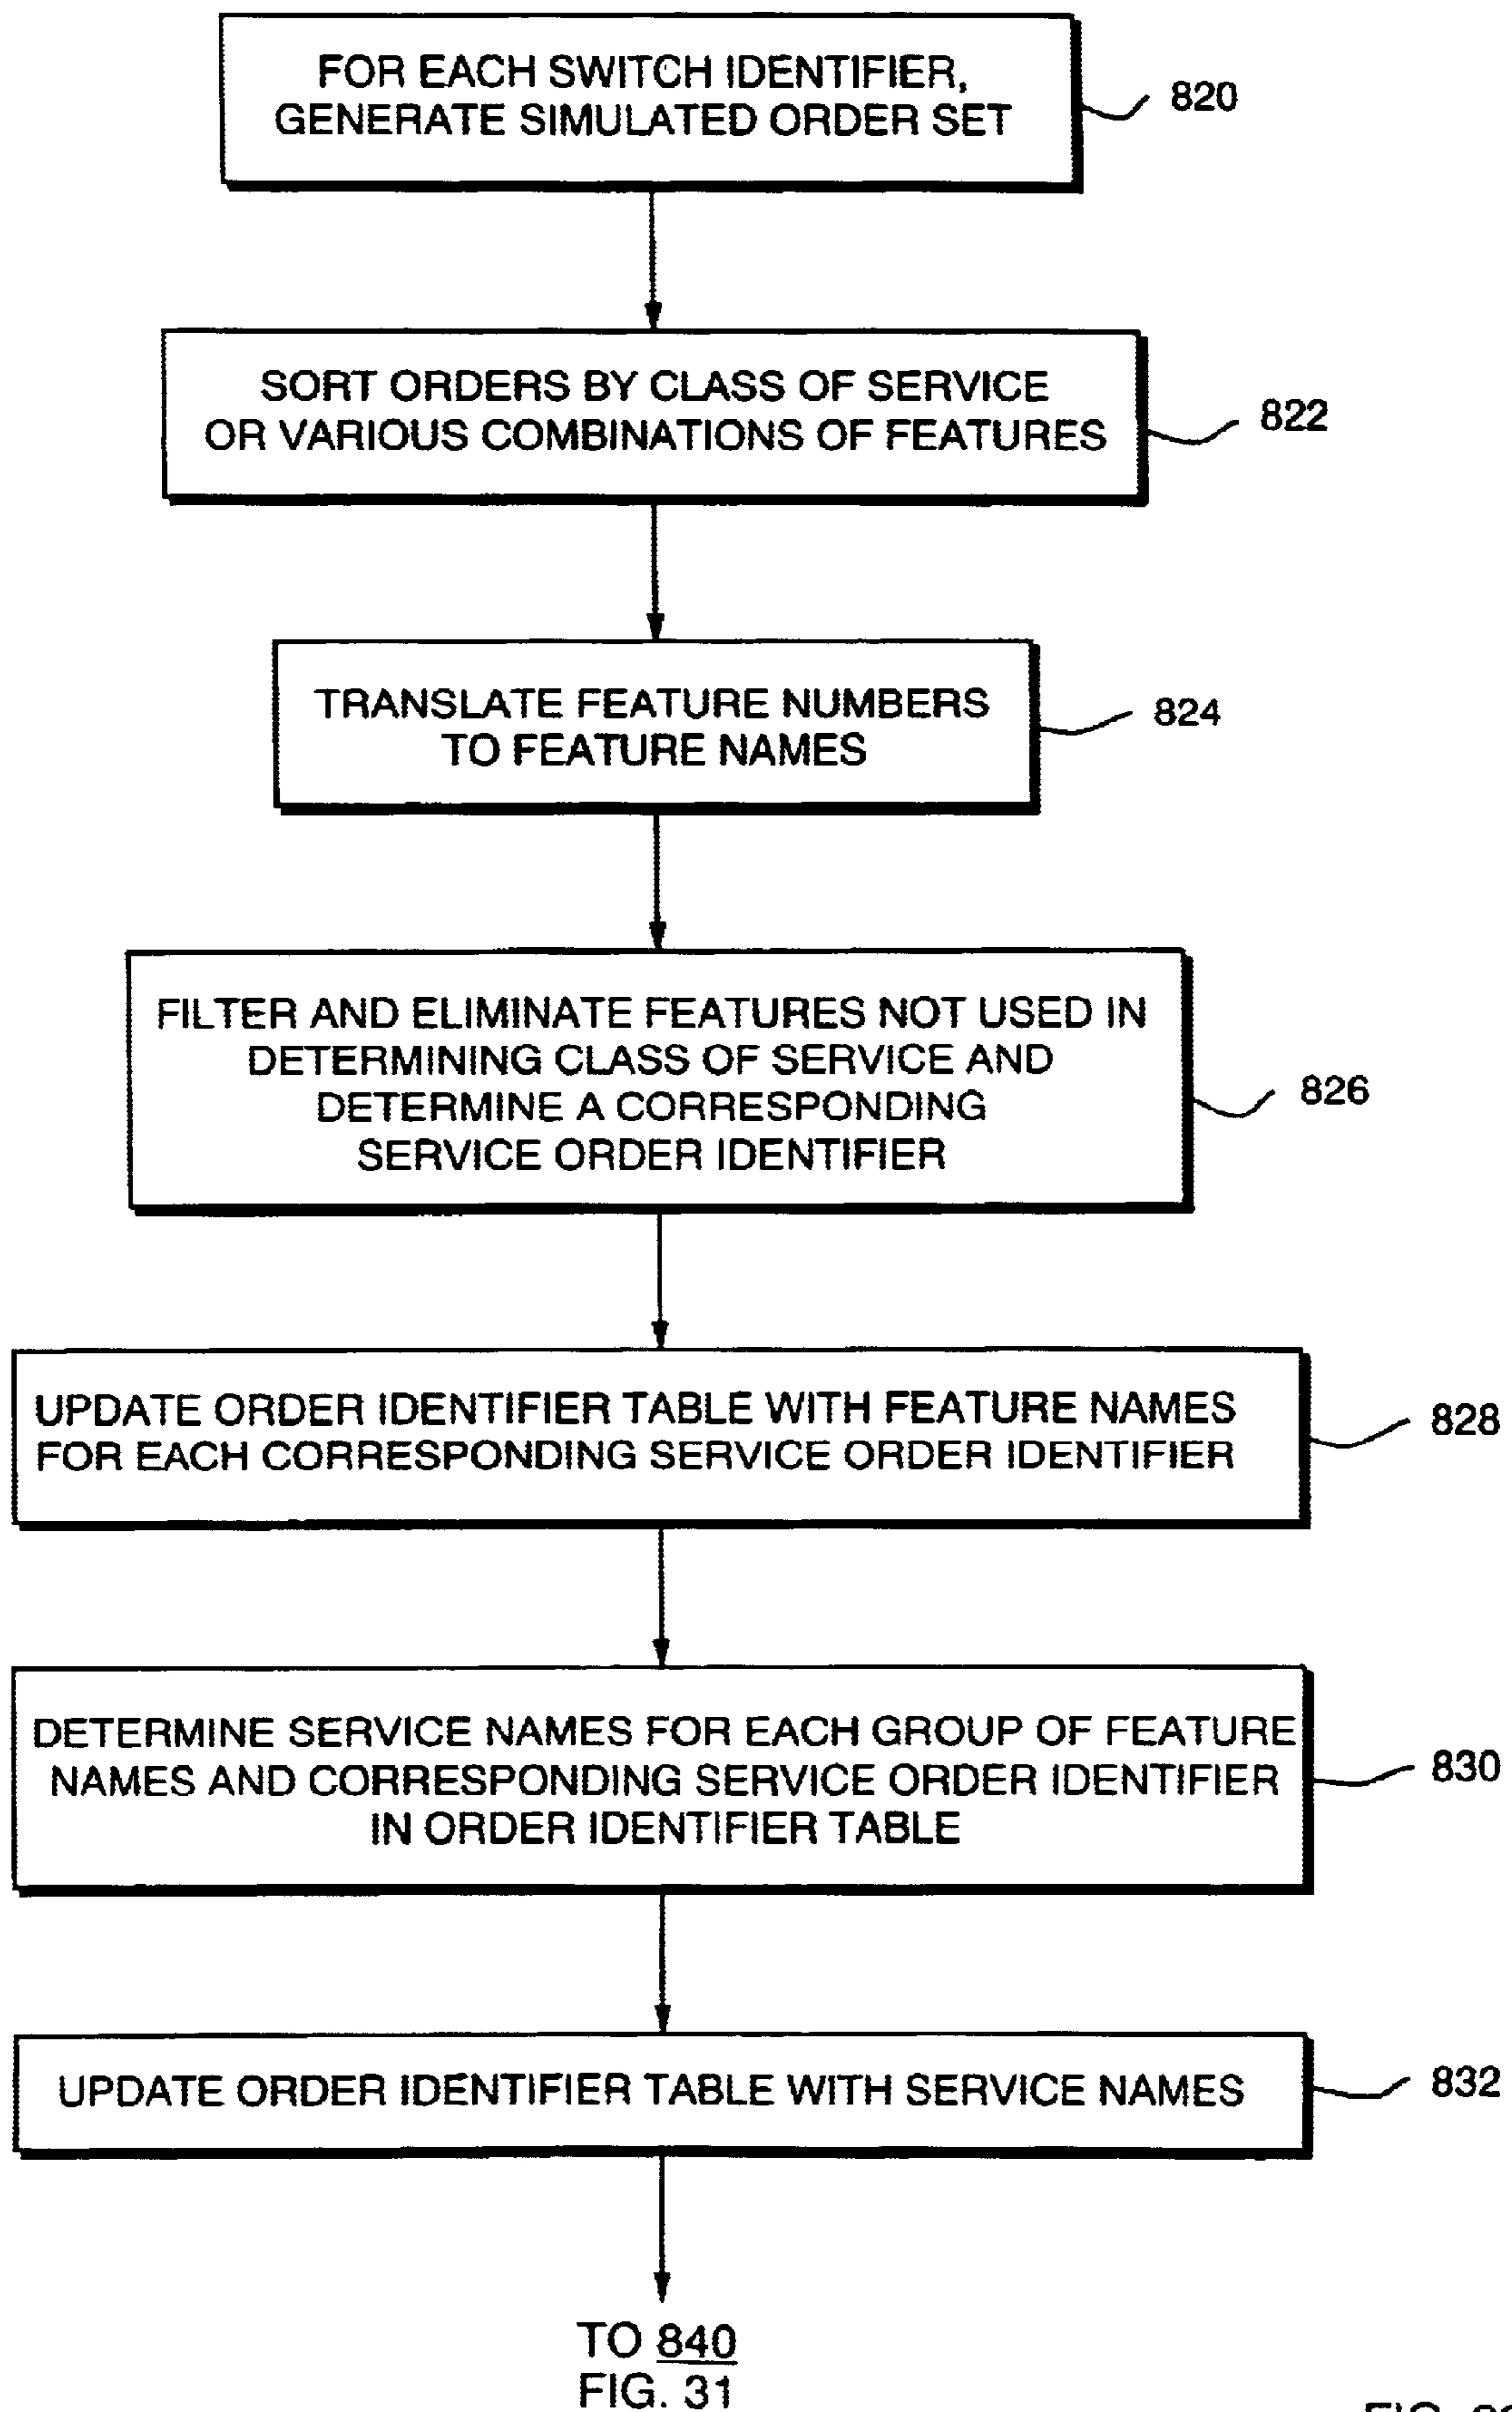 FOR EACH SWITCH IDENTIFIER,
GENERATE SIMULATED ORDER SET
820
SORT ORDERS BY CLASS OF SERVICE
OR VARIOUS COMBINATIONS OF FEATURES
822
TRANSLATE FEATURE NUMBERS
TO FEATURE NAMES
824
FILTER AND ELIMINATE FEATURES NOT USED IN
DETERMINING CLASS OF SERVICE AND
DETERMINE A CORRESPONDING
SERVICE ORDER IDENTIFIER
826
UPDATE ORDER IDENTIFIER TABLE WITH FEATURE NAMES
FOR EACH CORRESPONDING SERVICE ORDER IDENTIFIER
828
DETERMINE SERVICE NAMES FOR EACH GROUP OF FEATURE
NAMES AND CORRESPONDING SERVICE ORDER IDENTIFIER
IN ORDER IDENTIFIER TABLE
830
UPDATE ORDER IDENTIFIER TABLE WITH SERVICE NAMES
832
TO 840
FIG. 31